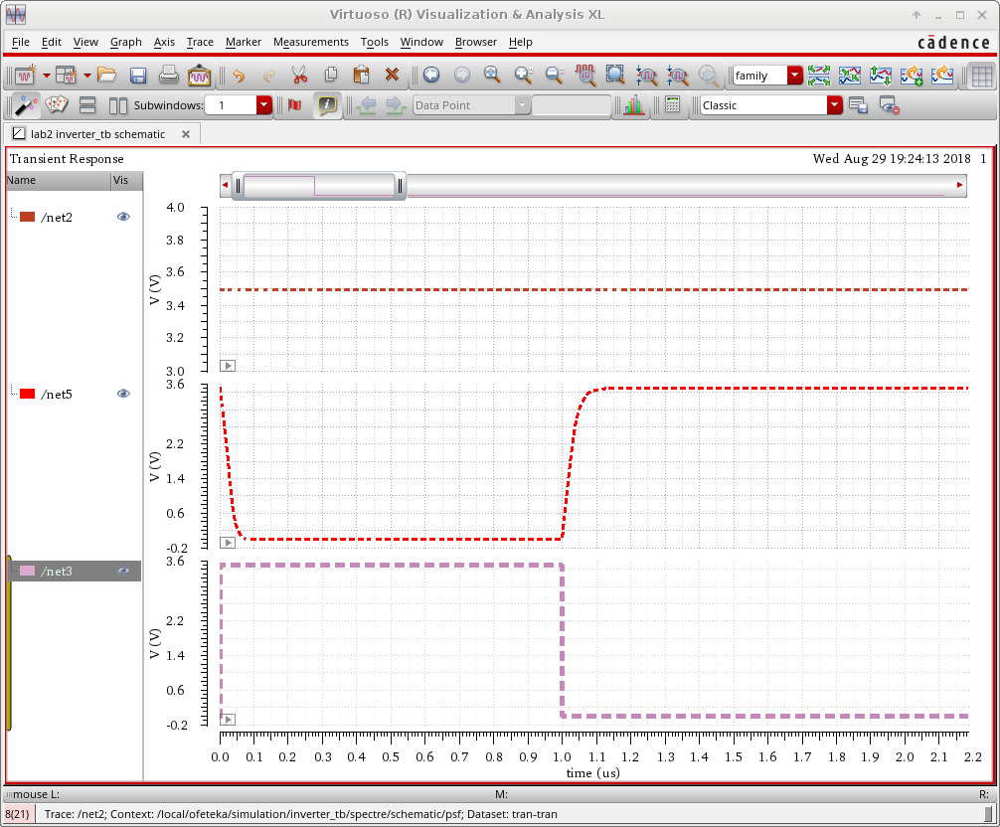 Virtuoso (R) Visualization & Analysis XL
File Edit View Graph Axis Trace Marker Measurements Tools Window Browser Help
cādence
family
Subwindows: 1
Data Point
Classic
lab2 inverter_tb schematic
Transient Response
Wed Aug 29 19:24:13 2018 1
Name Vis
/net2
4.0
3.8
3.6
3.4
3.2
3.0
V (V)
/net5
3.6
2.2
1.4
0.6
-0.2
V (V)
/net3
3.6
2.2
1.4
0.6
-0.2
V (V)
0.0 0.1 0.2 0.3 0.4 0.5 0.6 0.7 0.8 0.9 1.0 1.1 1.2 1.3 1.4 1.5 1.6 1.7 1.8 1.9 2.0 2.1 2.2
time (us)
mouse L: M: R:
8(21) Trace: /net2; Context: /local/ofeteka/simulation/inverter_tb/spectre/schematic/psf; Dataset: tran-tran